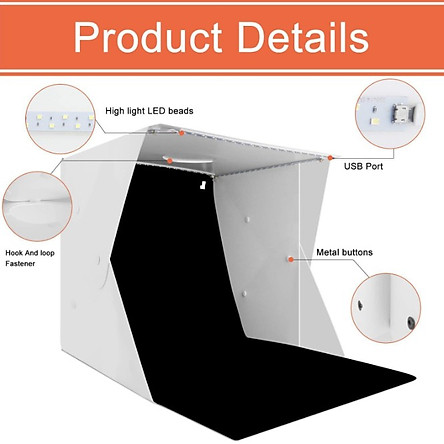 Product Details
High light LED beads
USB Port
Hook And loop
Fastener
Metal buttons